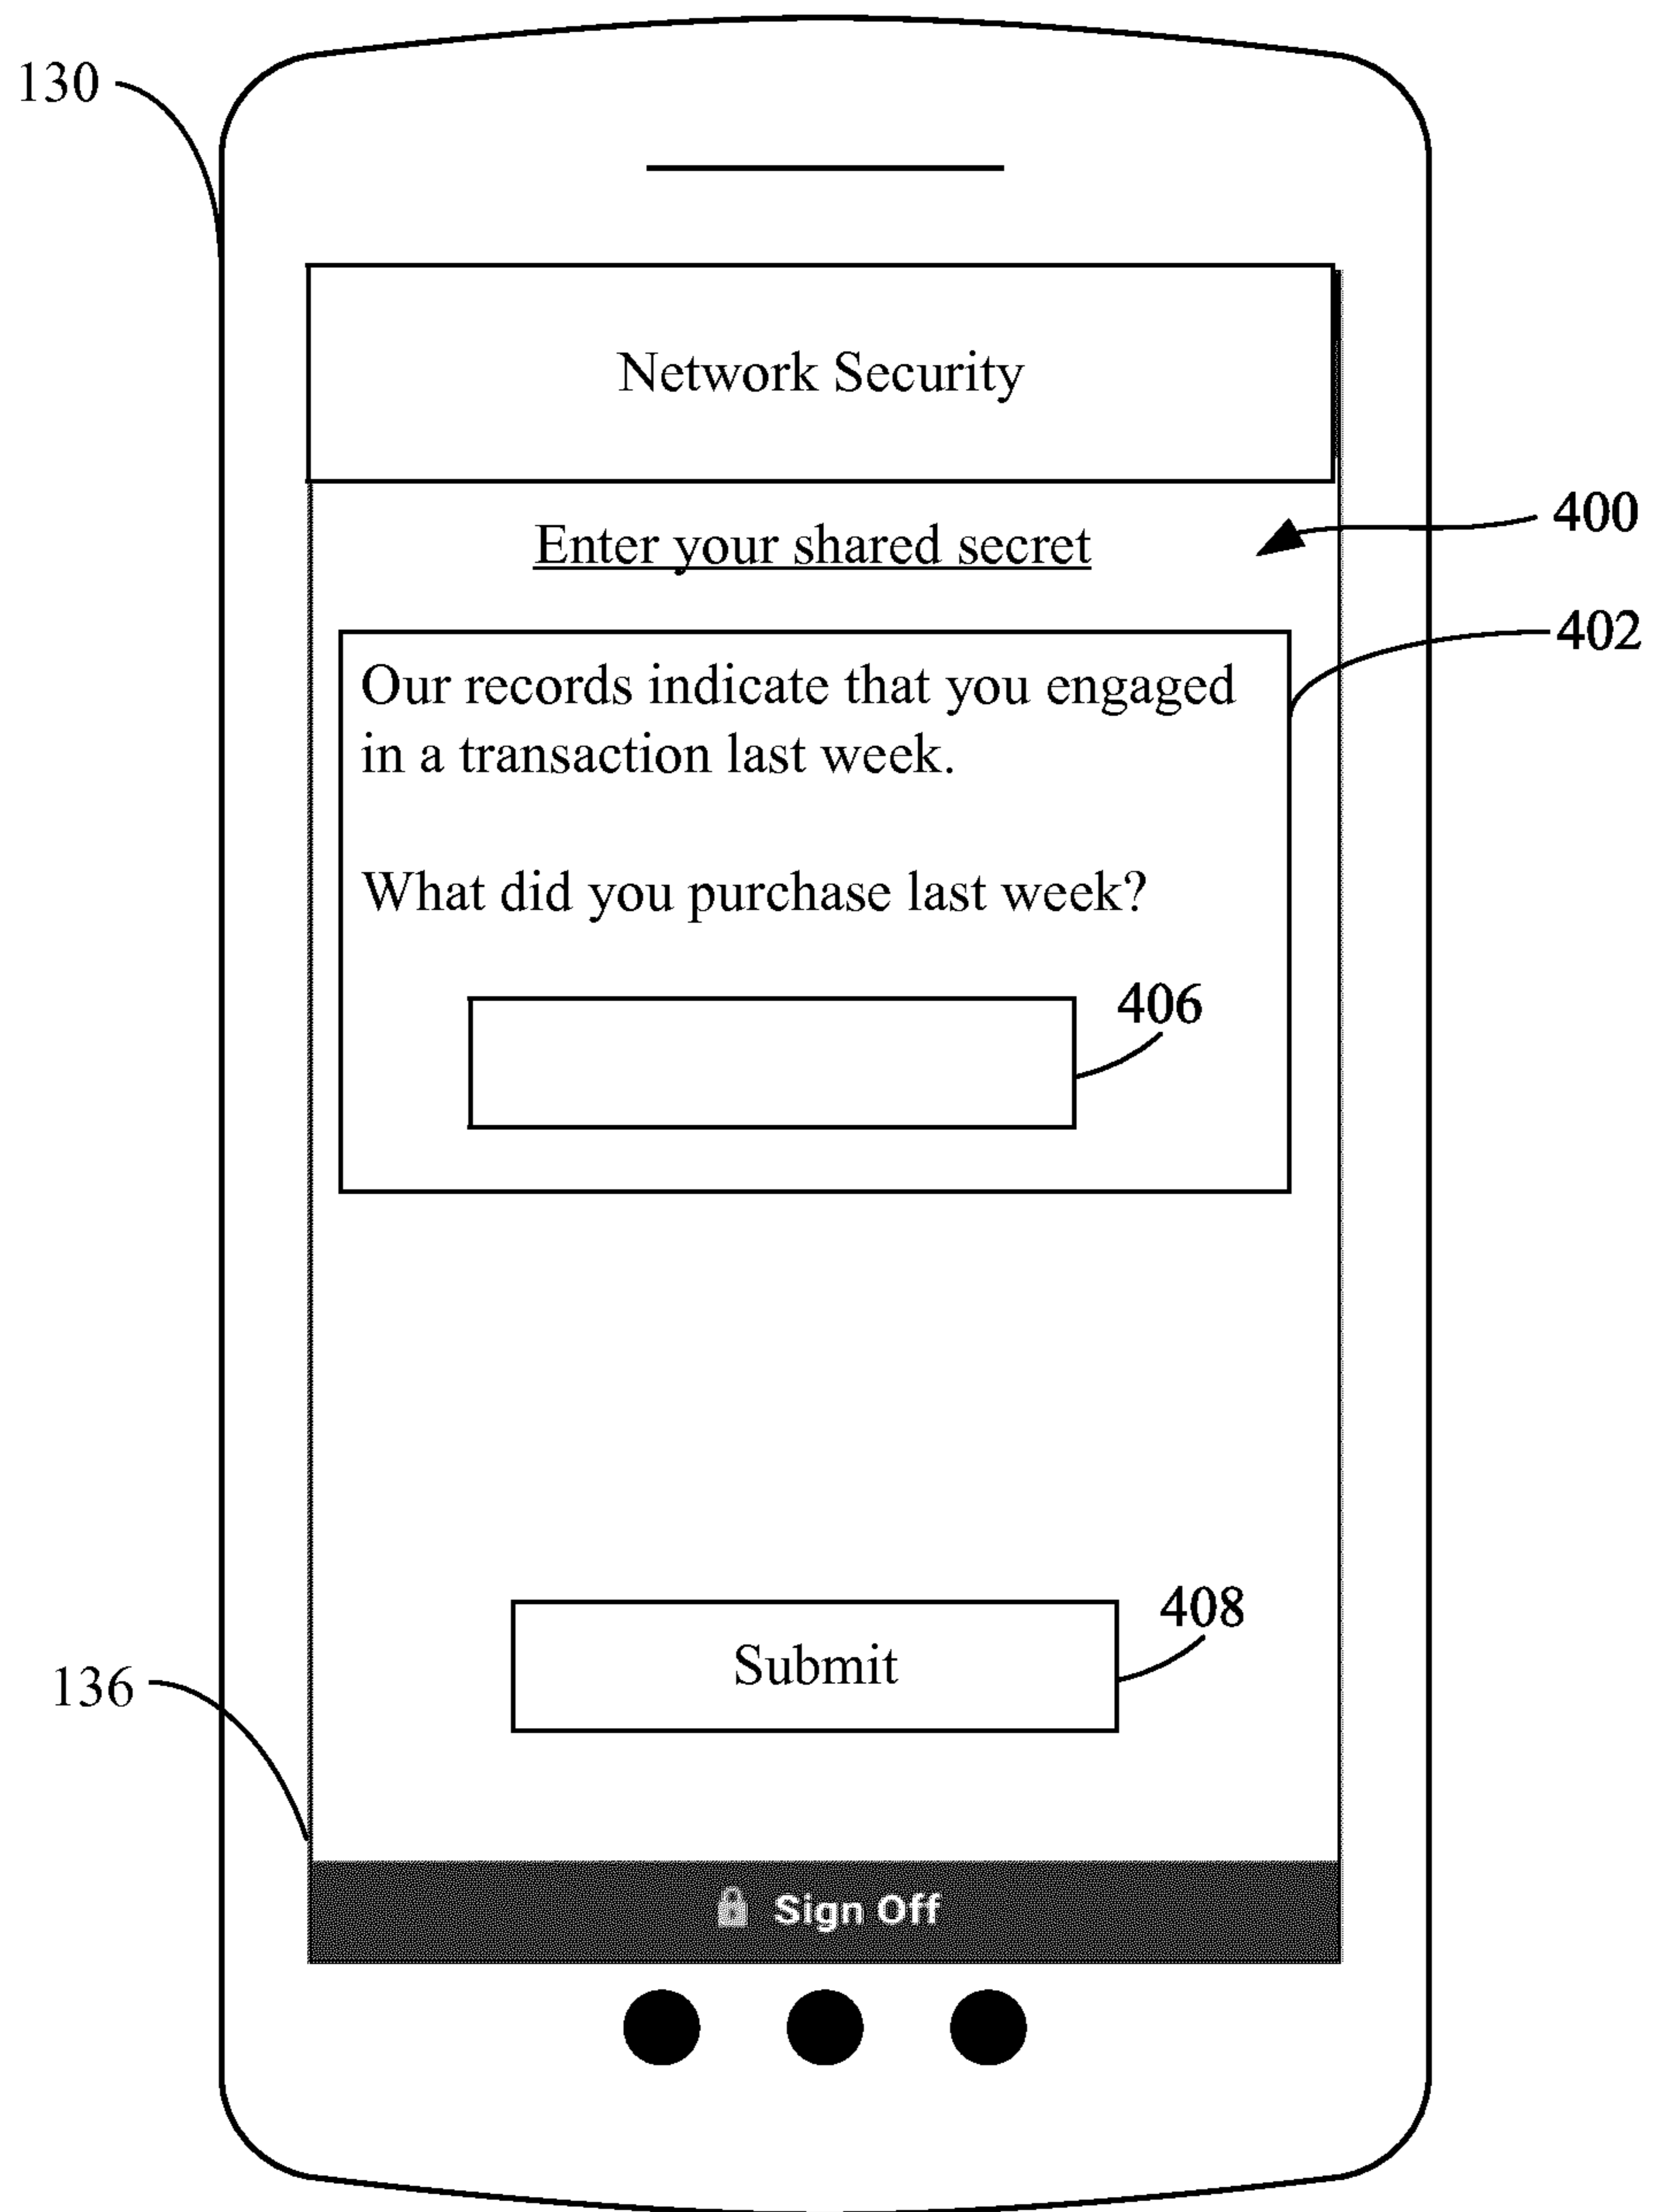 130
Network Security
Enter your shared secret
400
402
Our records indicate that you engaged
in a transaction last week.
What did you purchase last week?
406
408
Submit
136
Sign Off